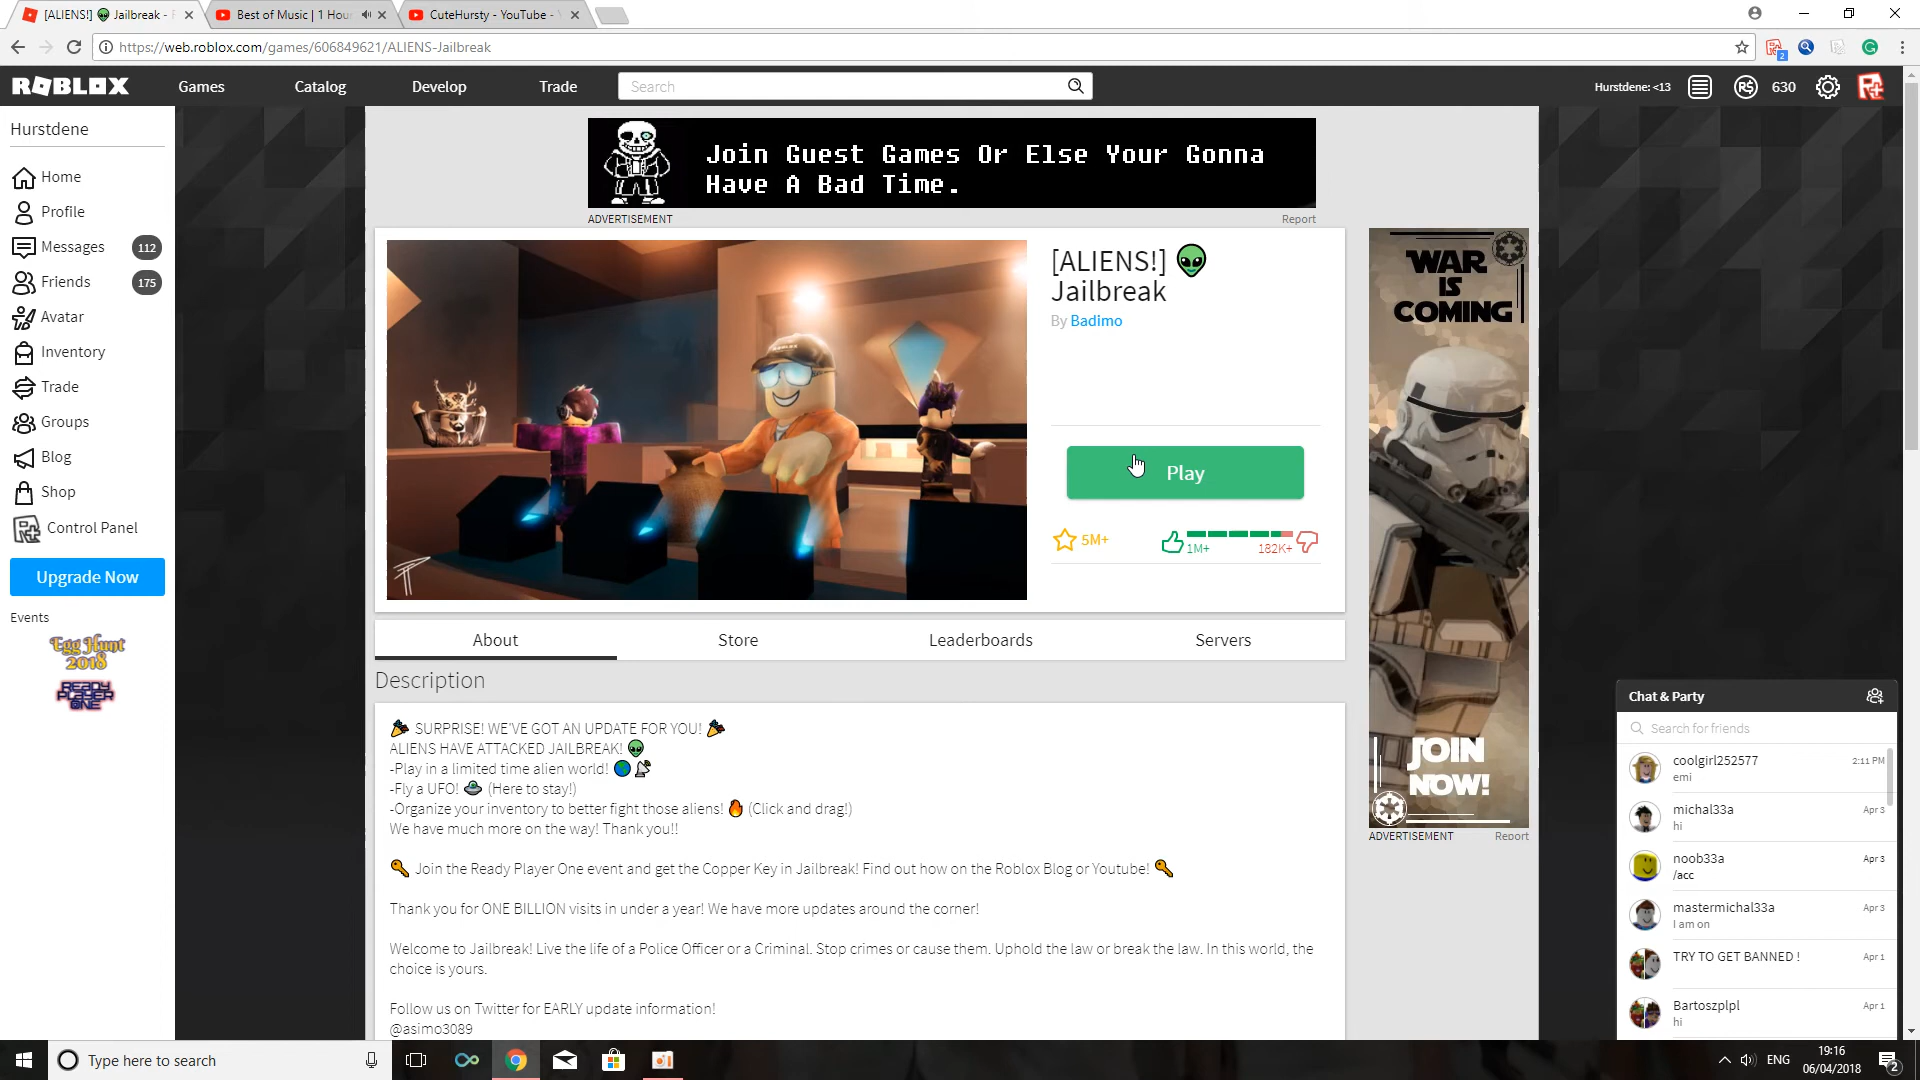 [ALIENS!] 👽 Jailbreak -
Best of Music | 1 Hour
CuteHursty - YouTube -
https://web.roblox.com/games/606849621/ALIENS-Jailbreak
2
ROBLOX
Games
Catalog
Develop
Trade
Search
Hurstdene: <13
R$
630
R+
Hurstdene
Home
Profile
Messages
112
Friends
175
Avatar
Inventory
Trade
Groups
Blog
Shop
Control Panel
Upgrade Now
Events
Egg Hunt
2018
READY
PLAYER
ONE
Join Guest Games Or Else Your Gonna
Have A Bad Time.
ADVERTISEMENT
Report
[ALIENS!] 👽
Jailbreak
By Badimo
Play
5M+
1M+
182K+
About
Store
Leaderboards
Servers
Description
🎉 SURPRISE! WE'VE GOT AN UPDATE FOR YOU! 🎉
ALIENS HAVE ATTACKED JAILBREAK! 👽
-Play in a limited time alien world! 🌎📡
-Fly a UFO! 🛸 (Here to stay!)
-Organize your inventory to better fight those aliens! 🔥 (Click and drag!)
We have much more on the way! Thank you!!
🔑 Join the Ready Player One event and get the Copper Key in Jailbreak! Find out how on the Roblox Blog or Youtube! 🔑
Thank you for ONE BILLION visits in under a year! We have more updates around the corner!
Welcome to Jailbreak! Live the life of a Police Officer or a Criminal. Stop crimes or cause them. Uphold the law or break the law. In this world, the
choice is yours.
Follow us on Twitter for EARLY update information!
@asimo3089
WAR
IS
COMING
JOIN
NOW!
ADVERTISEMENT
Report
Chat & Party
Search for friends
coolgirl252577
2:11 PM
emi
michal33a
Apr 3
hi
noob33a
Apr 3
/acc
mastermichal33a
Apr 3
I am on
TRY TO GET BANNED !
Apr 1
Bartoszplpl
Apr 1
hi
Type here to search
ENG
19:16
06/04/2018
2